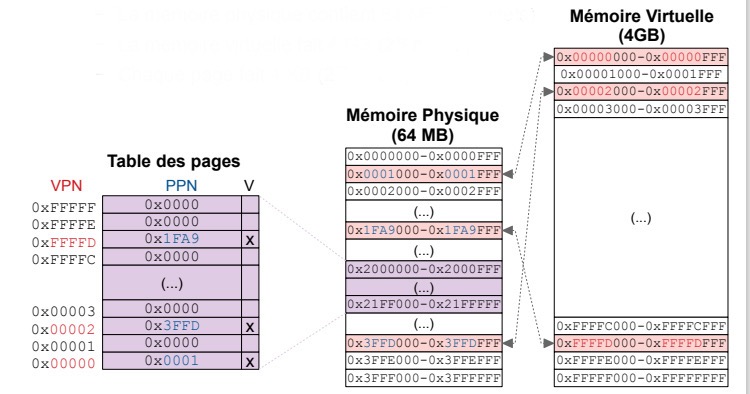 Mémoire Virtuelle
(4GB)
0x00000000-0x00000FFF
0x00001000-0x0001FFF
0x00002000-0x00002FFF
0x00003000-0x00003FFF
(...)
0xFFFFC000-0xFFFFCFFF
0xFFFFD000-0xFFFFDFFF
0xFFFFE000-0xFFFFEFFF
0xFFFFF000-0xFFFFFFFF
Mémoire Physique
(64 MB)
0x0000000-0x0000FFF
0x0001000-0x0001FFF
0x0002000-0x0002FFF
(...)
0x1FA9000-0x1FA9FFF
(...)
0x2000000-0x2000FFF
(...)
0x21FF000-0x21FFFFF
(...)
0x3FFD000-0x3FFDFFF
0x3FFE000-0x3FFEFFF
0x3FFF000-0x3FFFFFF
Table des pages
VPN PPN V
0xFFFFF 0x0000
0xFFFFE 0x0000
0xFFFFD 0x1FA9 X
0xFFFFC 0x0000
(...)
0x00003 0x0000
0x00002 0x3FFD X
0x00001 0x0000
0x00000 0x0001 X